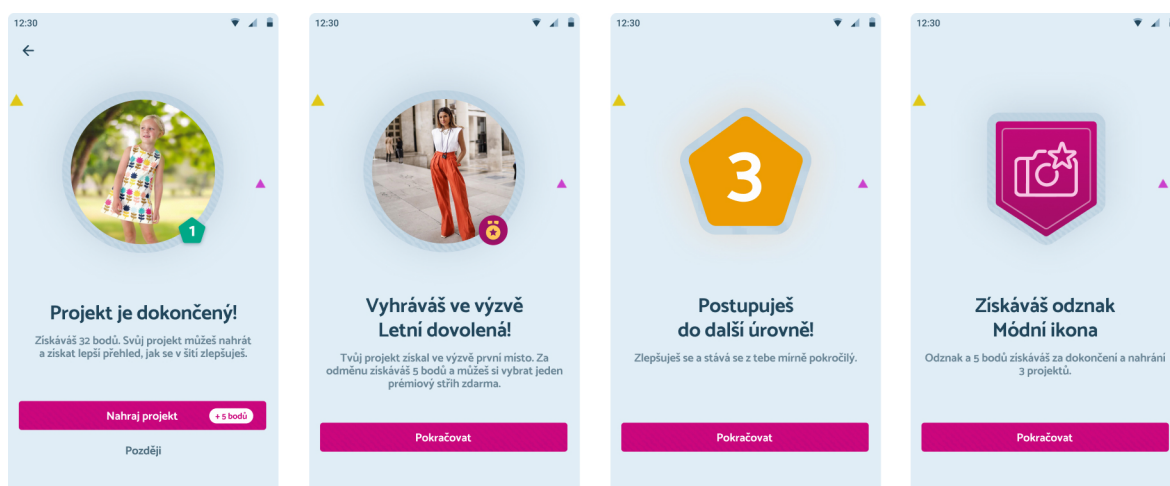 12:30
1
Projekt je dokončený!
Získáváš 32 bodů. Svůj projekt můžeš nahrát
a získat lepší přehled, jak se v šití zlepšuješ.
Nahraj projekt
+ 5 bodů
Později
12:30
Vyhráváš ve výzvě
Letní dovolená!
Tvůj projekt získal ve výzvě první místo. Za
odměnu získáváš 5 bodů a můžeš si vybrat jeden
prémiový střih zdarma.
Pokračovat
12:30
3
Postupuješ
do další úrovně!
Zlepšuješ se a stává se z tebe mírně pokročilý.
Pokračovat
12:30
Získáváš odznak
Módní ikona
Odznak a 5 bodů získáváš za dokončení a nahrání
3 projektů.
Pokračovat